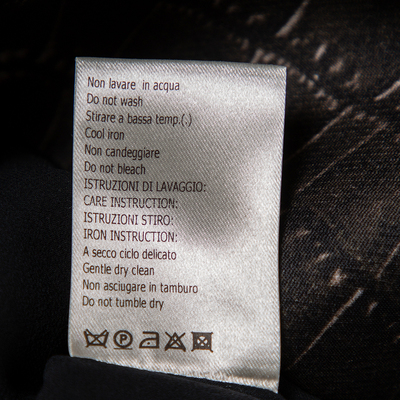 Non lavare in acqua
Do not wash
Stirare a bassa temp.(.)
Cool iron
Non candeggiare
Do not bleach
ISTRUZIONI DI LAVAGGIO:
CARE INSTRUCTION:
ISTRUZIONI STIRO:
IRON INSTRUCTION:
A secco ciclo delicato
Gentle dry clean
Non asciugare in tamburo
Do not tumble dry
P